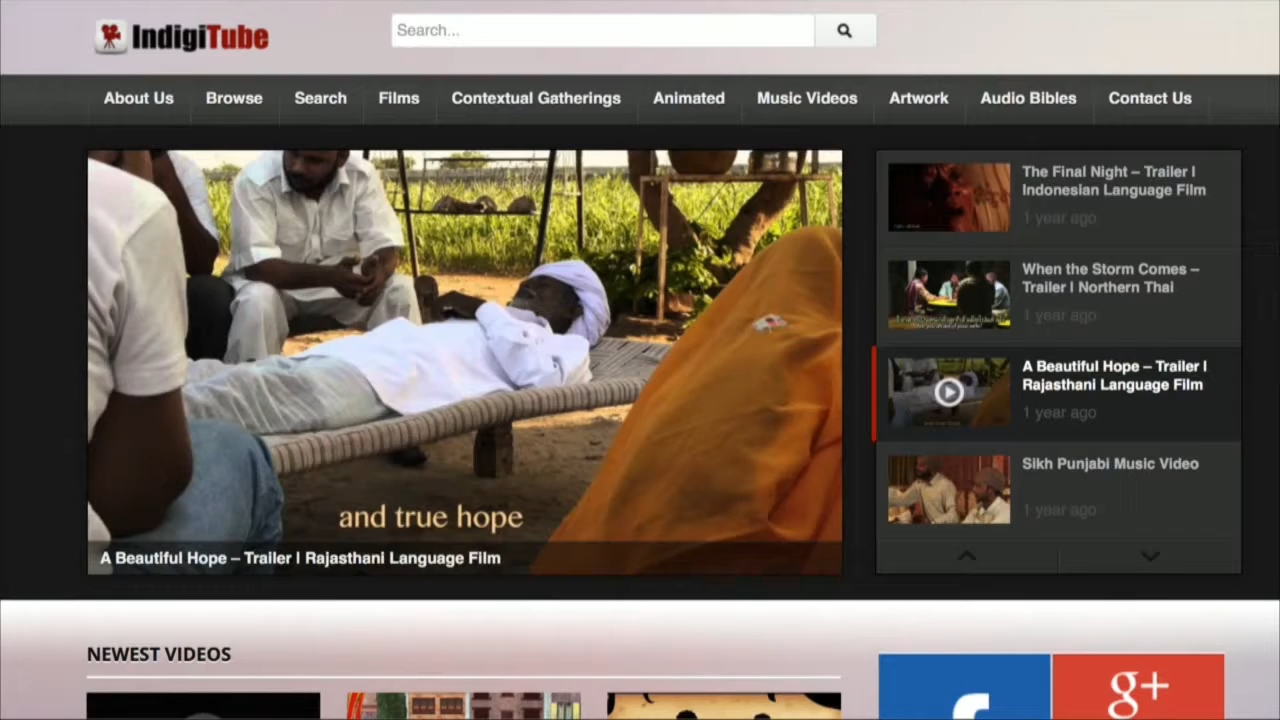 IndigiTube
Search...
About Us
Browse
Search
Films
Contextual Gatherings
Animated
Music Videos
Artwork
Audio Bibles
Contact Us
and true hope
A Beautiful Hope – Trailer | Rajasthani Language Film
The Final Night – Trailer |
Indonesian Language Film
1 year ago
When the Storm Comes –
Trailer | Northern Thai
1 year ago
A Beautiful Hope – Trailer |
Rajasthani Language Film
1 year ago
Sikh Punjabi Music Video
1 year ago
NEWEST VIDEOS
f
g+